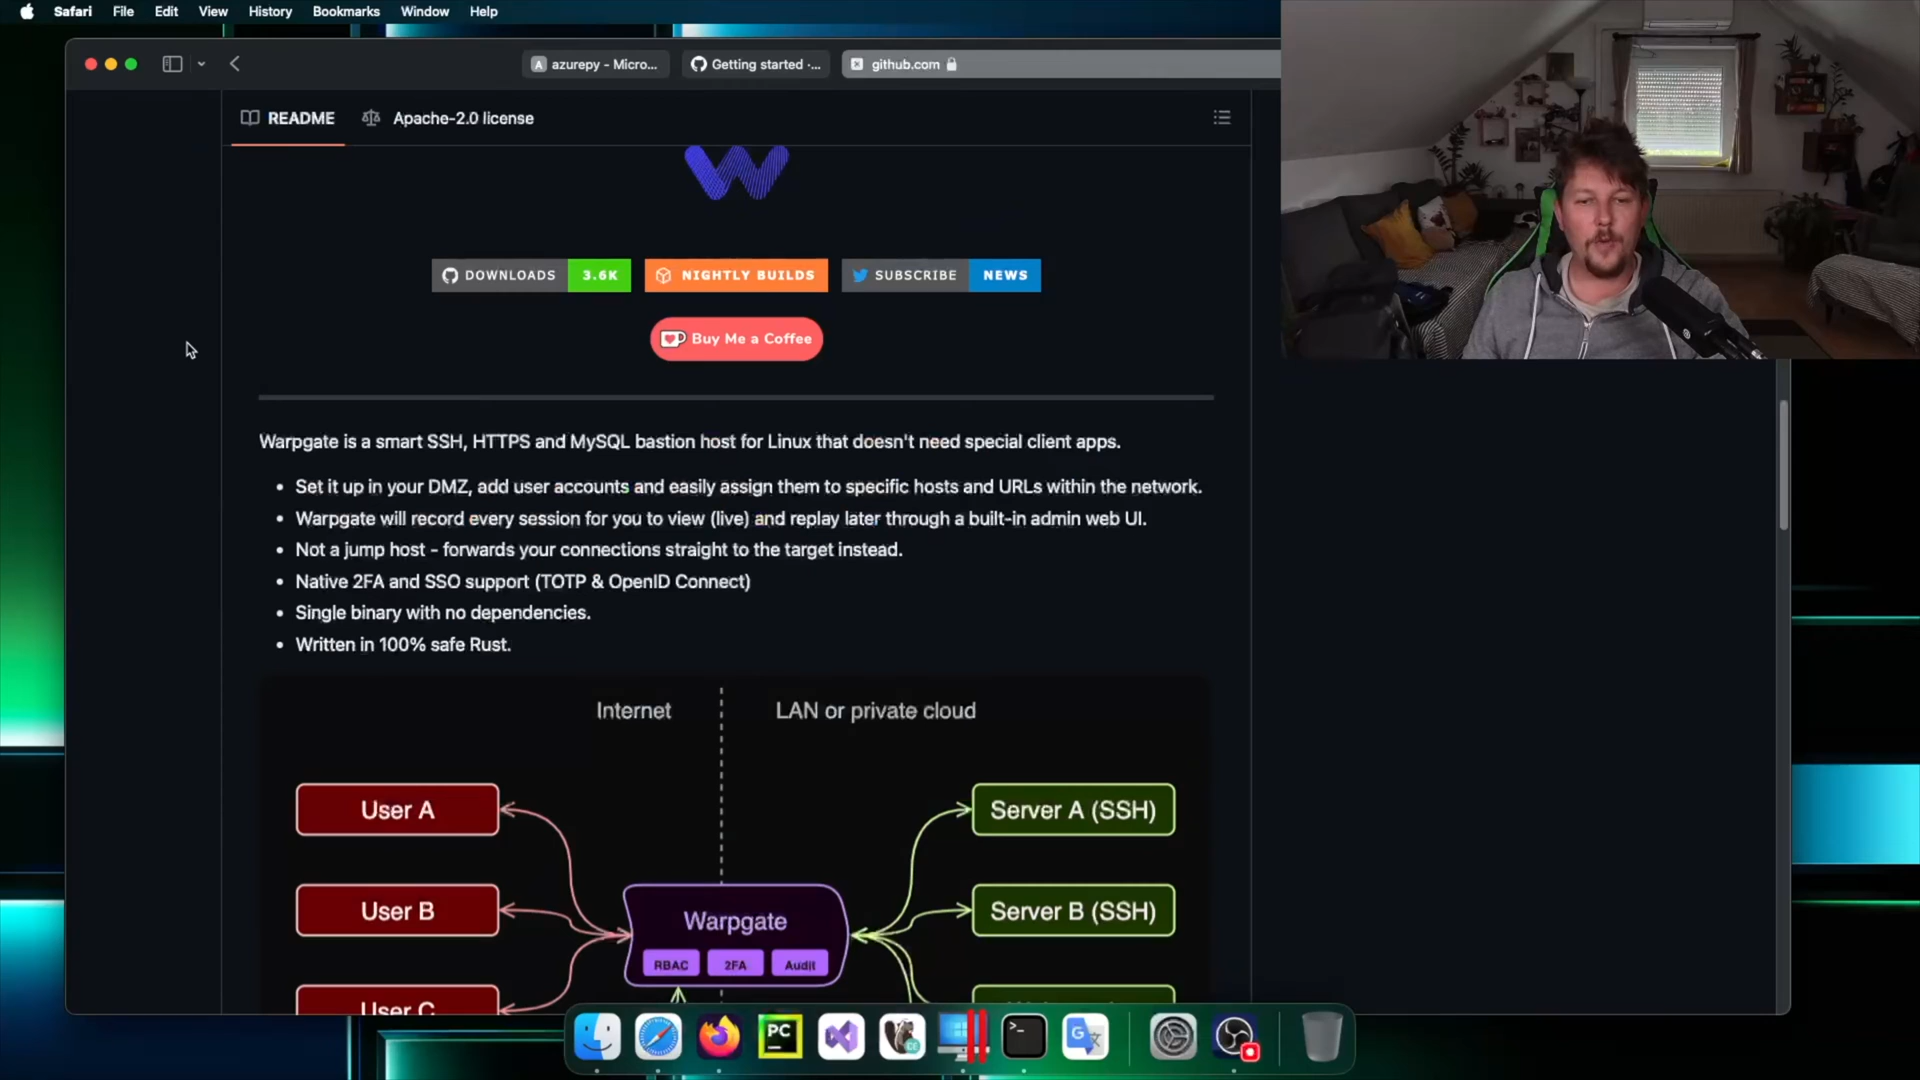 Safari File Edit View History Bookmarks Window Help
azurepy - Micro... Getting started ·... github.com
README Apache-2.0 license
DOWNLOADS 3.6K NIGHTLY BUILDS SUBSCRIBE NEWS
Buy Me a Coffee
Warpgate is a smart SSH, HTTPS and MySQL bastion host for Linux that doesn't need special client apps.
• Set it up in your DMZ, add user accounts and easily assign them to specific hosts and URLs within the network.
• Warpgate will record every session for you to view (live) and replay later through a built-in admin web UI.
• Not a jump host - forwards your connections straight to the target instead.
• Native 2FA and SSO support (TOTP & OpenID Connect)
• Single binary with no dependencies.
• Written in 100% safe Rust.
Internet LAN or private cloud
User A Server A (SSH)
User B Server B (SSH)
Warpgate
RBAC 2FA Audit
User C
PC